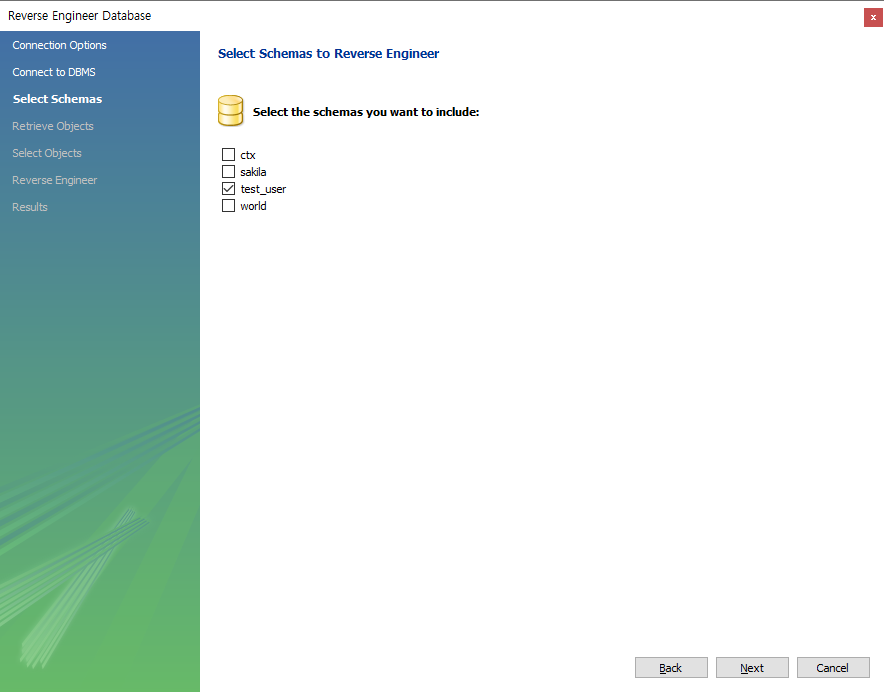 Reverse Engineer Database
x
Connection Options
Connect to DBMS
Select Schemas
Retrieve Objects
Select Objects
Reverse Engineer
Results
Select Schemas to Reverse Engineer
Select the schemas you want to include:
ctx
sakila
test_user
world
Back
Next
Cancel